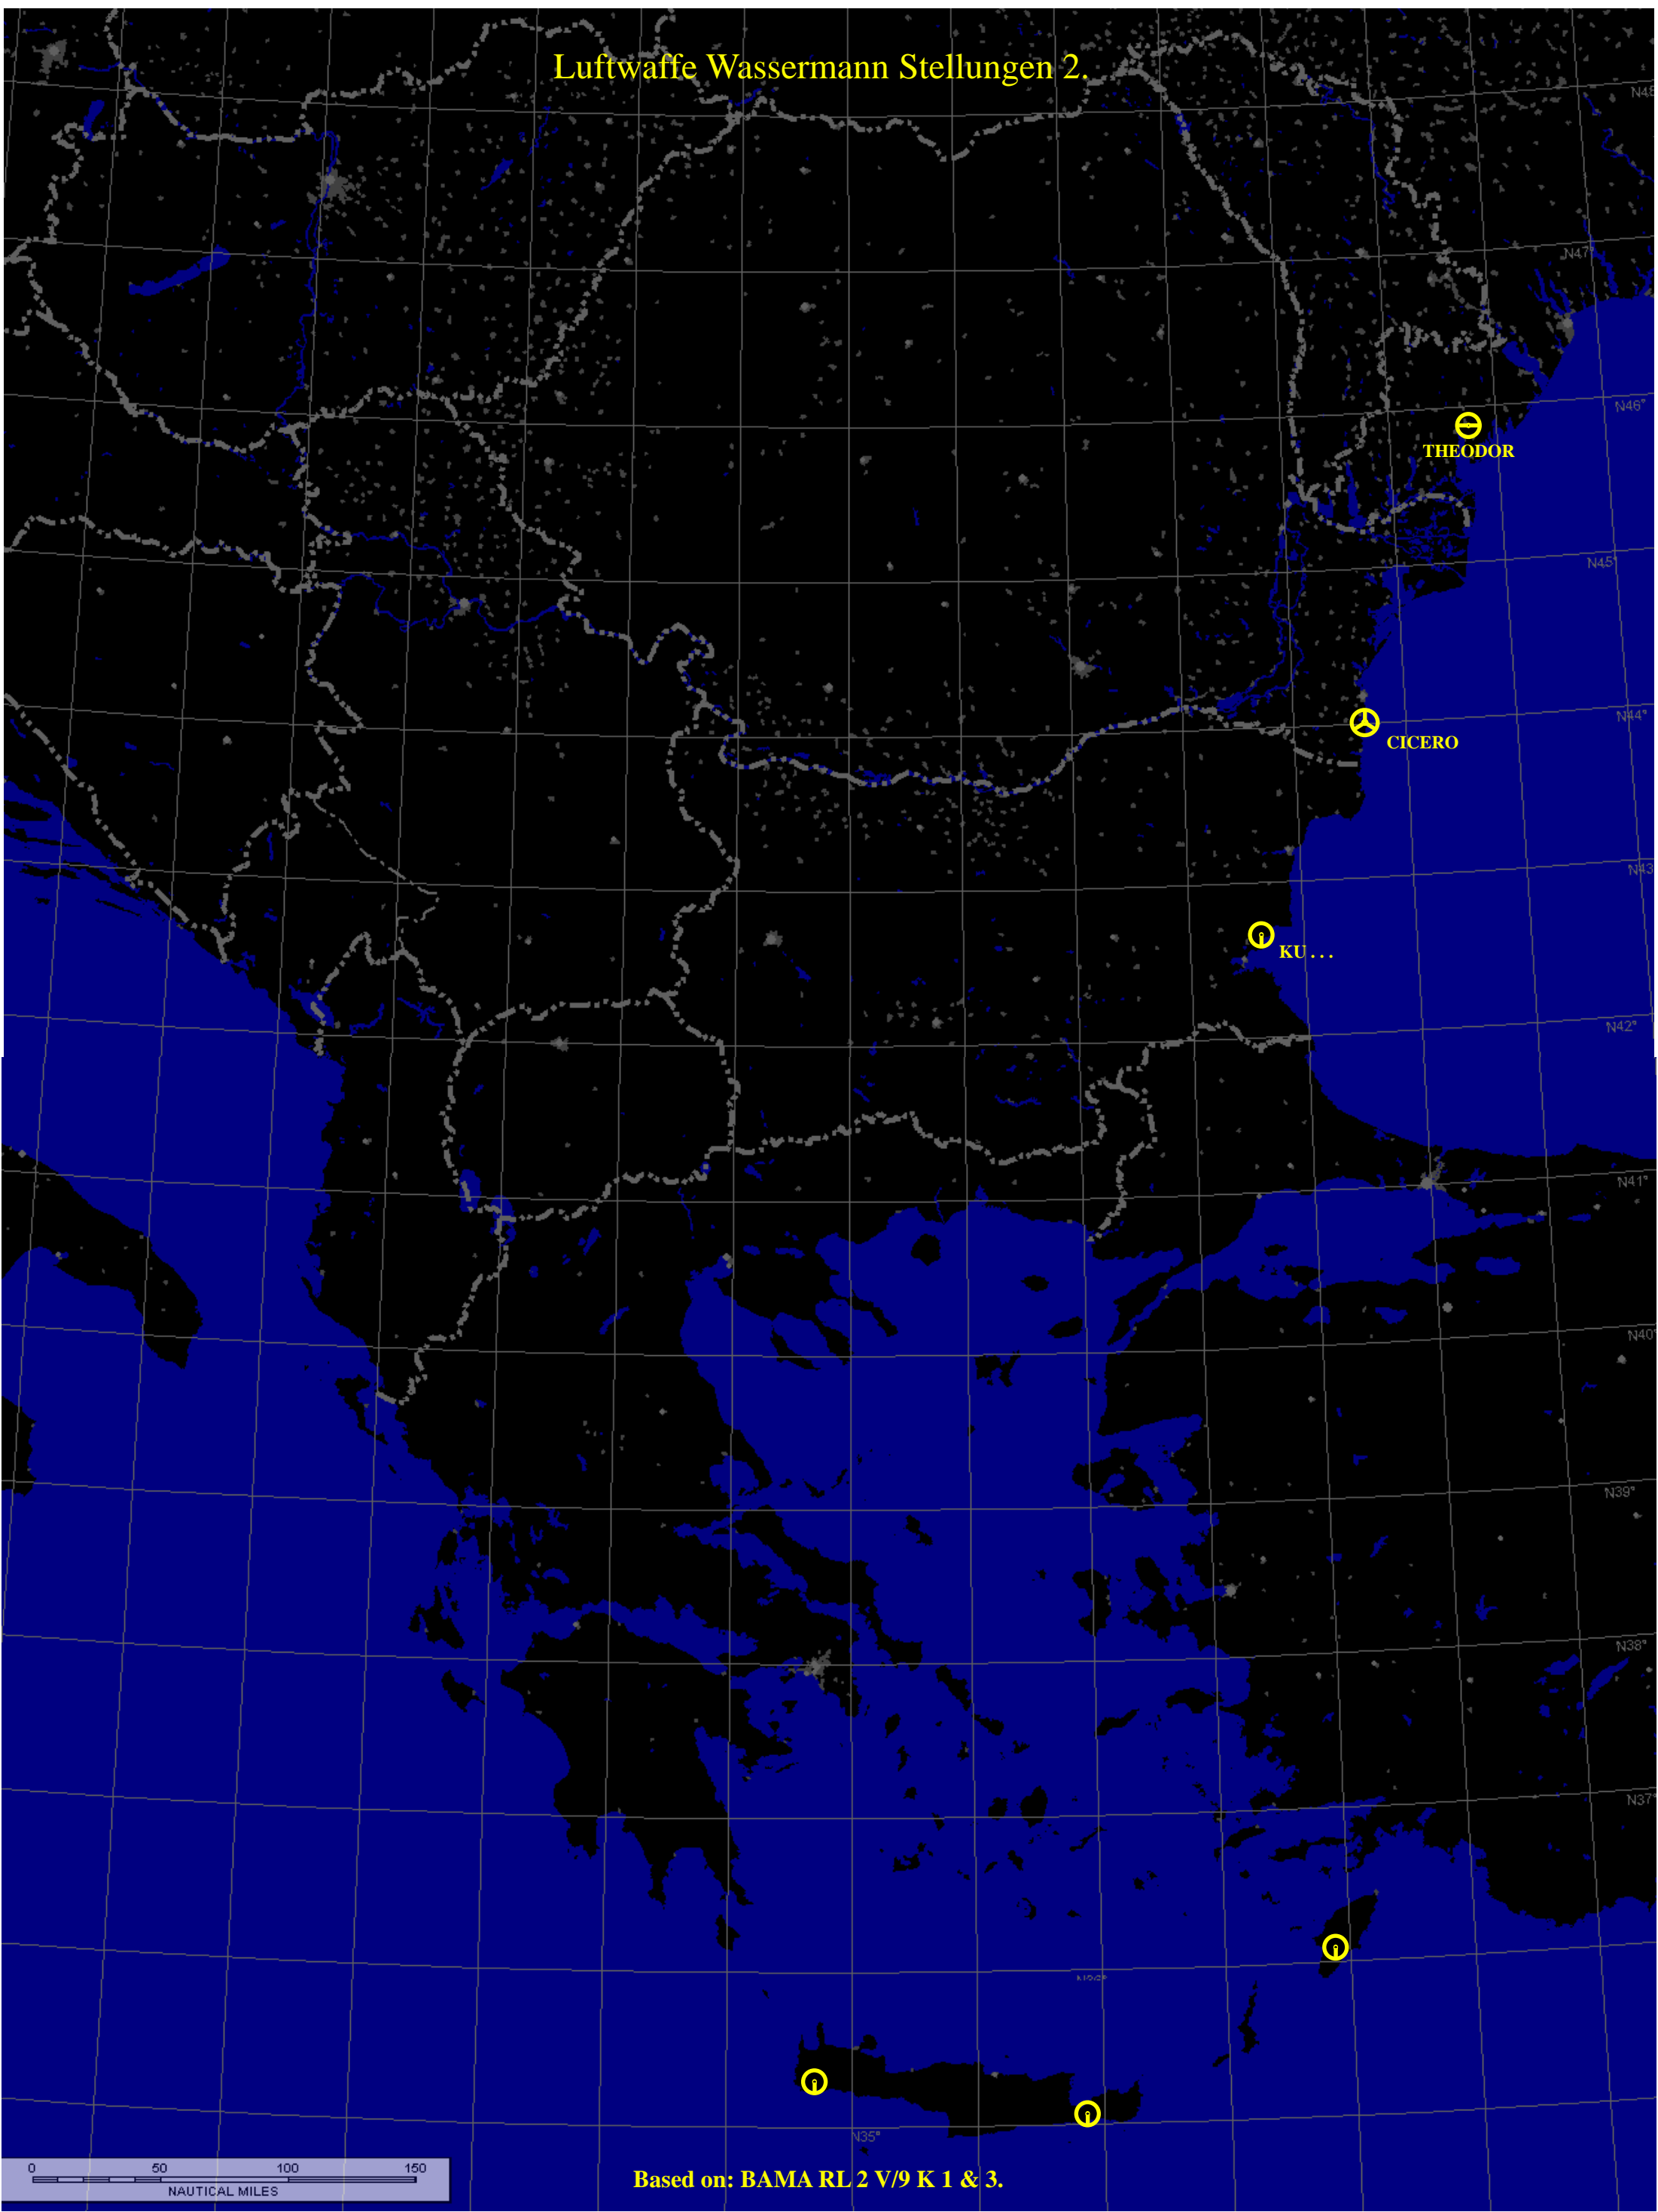 Luftwaffe Wassermann Stellungen 2.
N48
N47°
N46°
THEODOR
N45°
N44°
CICERO
N43
KU . . .
N42°
N41°
N40°
N39°
N38°
N37°
N35°
0 50 100 150
NAUTICAL MILES
Based on: BAMA RL 2 V/9 K 1 & 3.